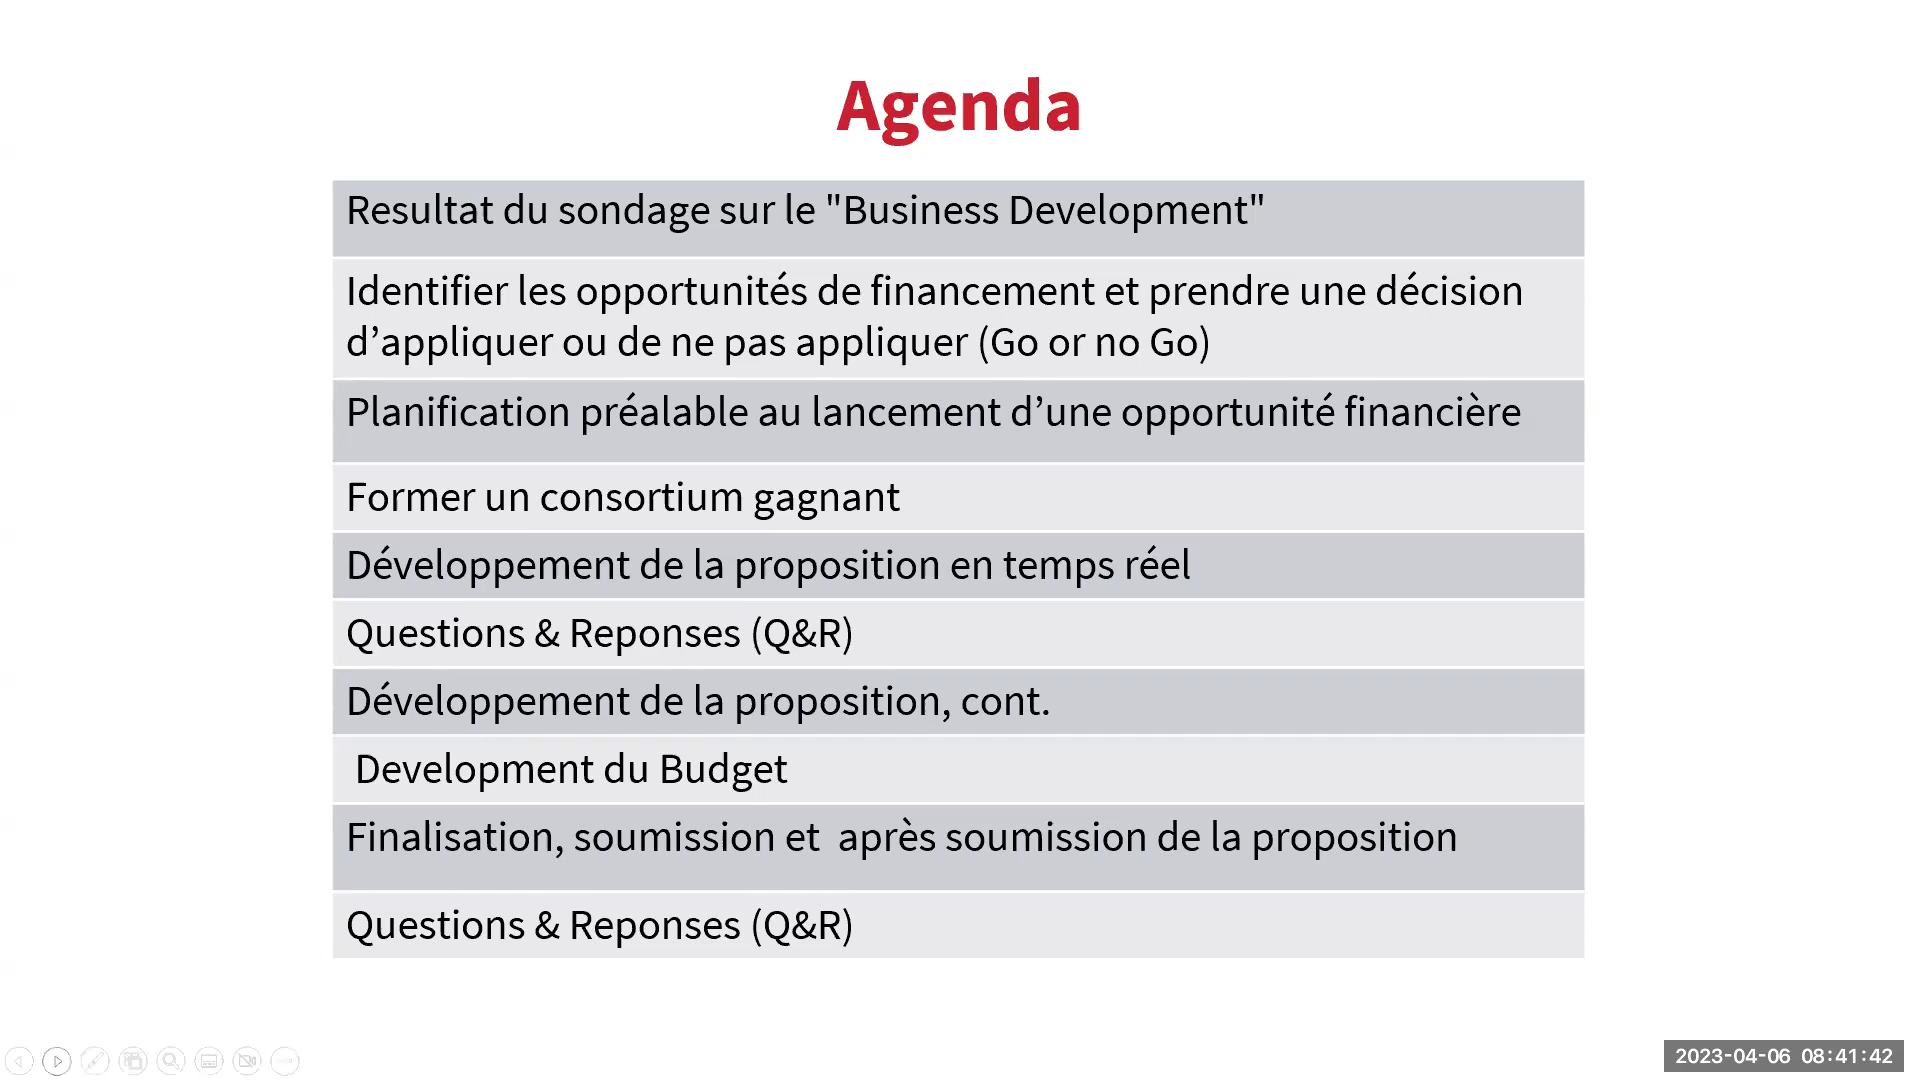 Agenda
Resultat du sondage sur le "Business Development"
Identifier les opportunités de financement et prendre une décision
d’appliquer ou de ne pas appliquer (Go or no Go)
Planification préalable au lancement d’une opportunité financière
Former un consortium gagnant
Développement de la proposition en temps réel
Questions & Reponses (Q&R)
Développement de la proposition, cont.
Development du Budget
Finalisation, soumission et  après soumission de la proposition
Questions & Reponses (Q&R)
2023-04-06 08:41:42